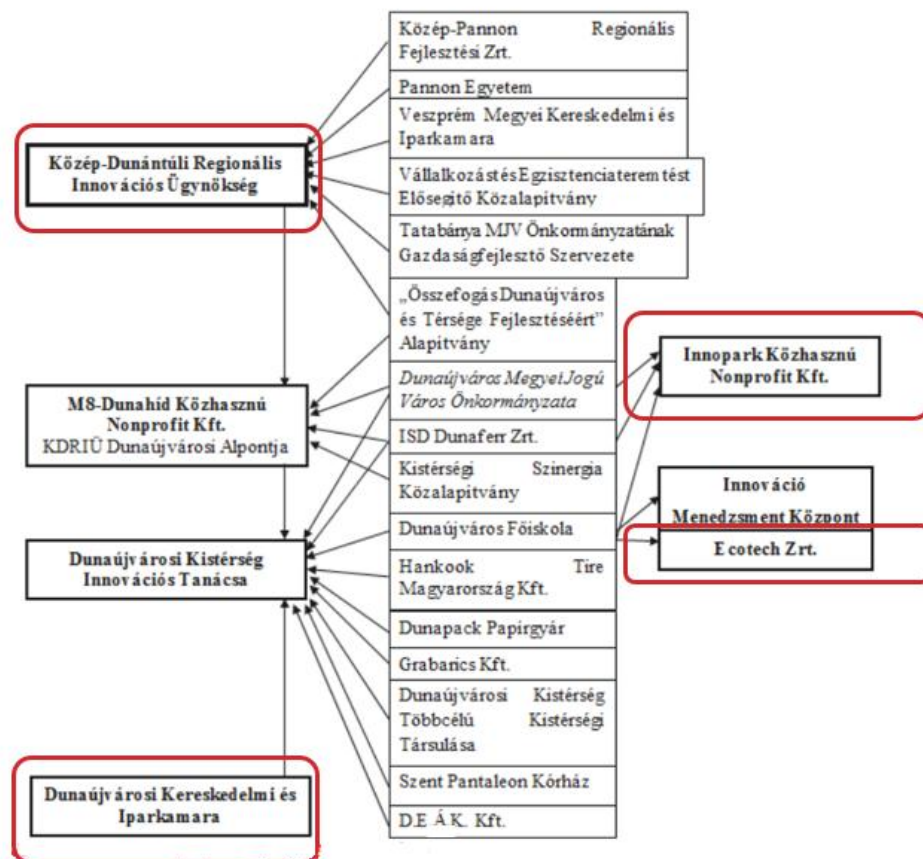 Közép-Dunántúli Regionális
Innovációs Ügynökség
M8-Dunahíd Közhasznú
Nonprofit Kft.
KDRIÜ Dunaújvárosi Alpontja
Dunaújvárosi Kistérség
Innovációs Tanácsa
Dunaújvárosi Kereskedelmi és
Iparkamara
Közép-Pannon Regionális
Fejlesztési Zrt.
Pannon Egyetem
Veszprém Megyei Kereskedelmi és
Iparkamara
Vállalkozást és Egzisztenciateremtést
Elősegítő Közalapítvány
Tatabánya MJV Önkormányzatának
Gazdaságfejlesztő Szervezete
„Összefogás Dunaújváros
és Térsége Fejlesztéséért”
Alapítvány
Dunaújváros Megyei Jogú
Város Önkormányzata
ISD Dunaferr Zrt.
Kistérségi Szinergia
Közalapítvány
Dunaújváros Főiskola
Hankook Tire
Magyarország Kft.
Dunapack Papírgyár
Grabarics Kft.
Dunaújvárosi Kistérség
Többcélú Kistérségi
Társulása
Szent Pantaleon Kórház
D.E Á K. Kft.
Innopark Közhasznú
Nonprofit Kft.
Innováció
Menedzsment Központ
Ecotech Zrt.